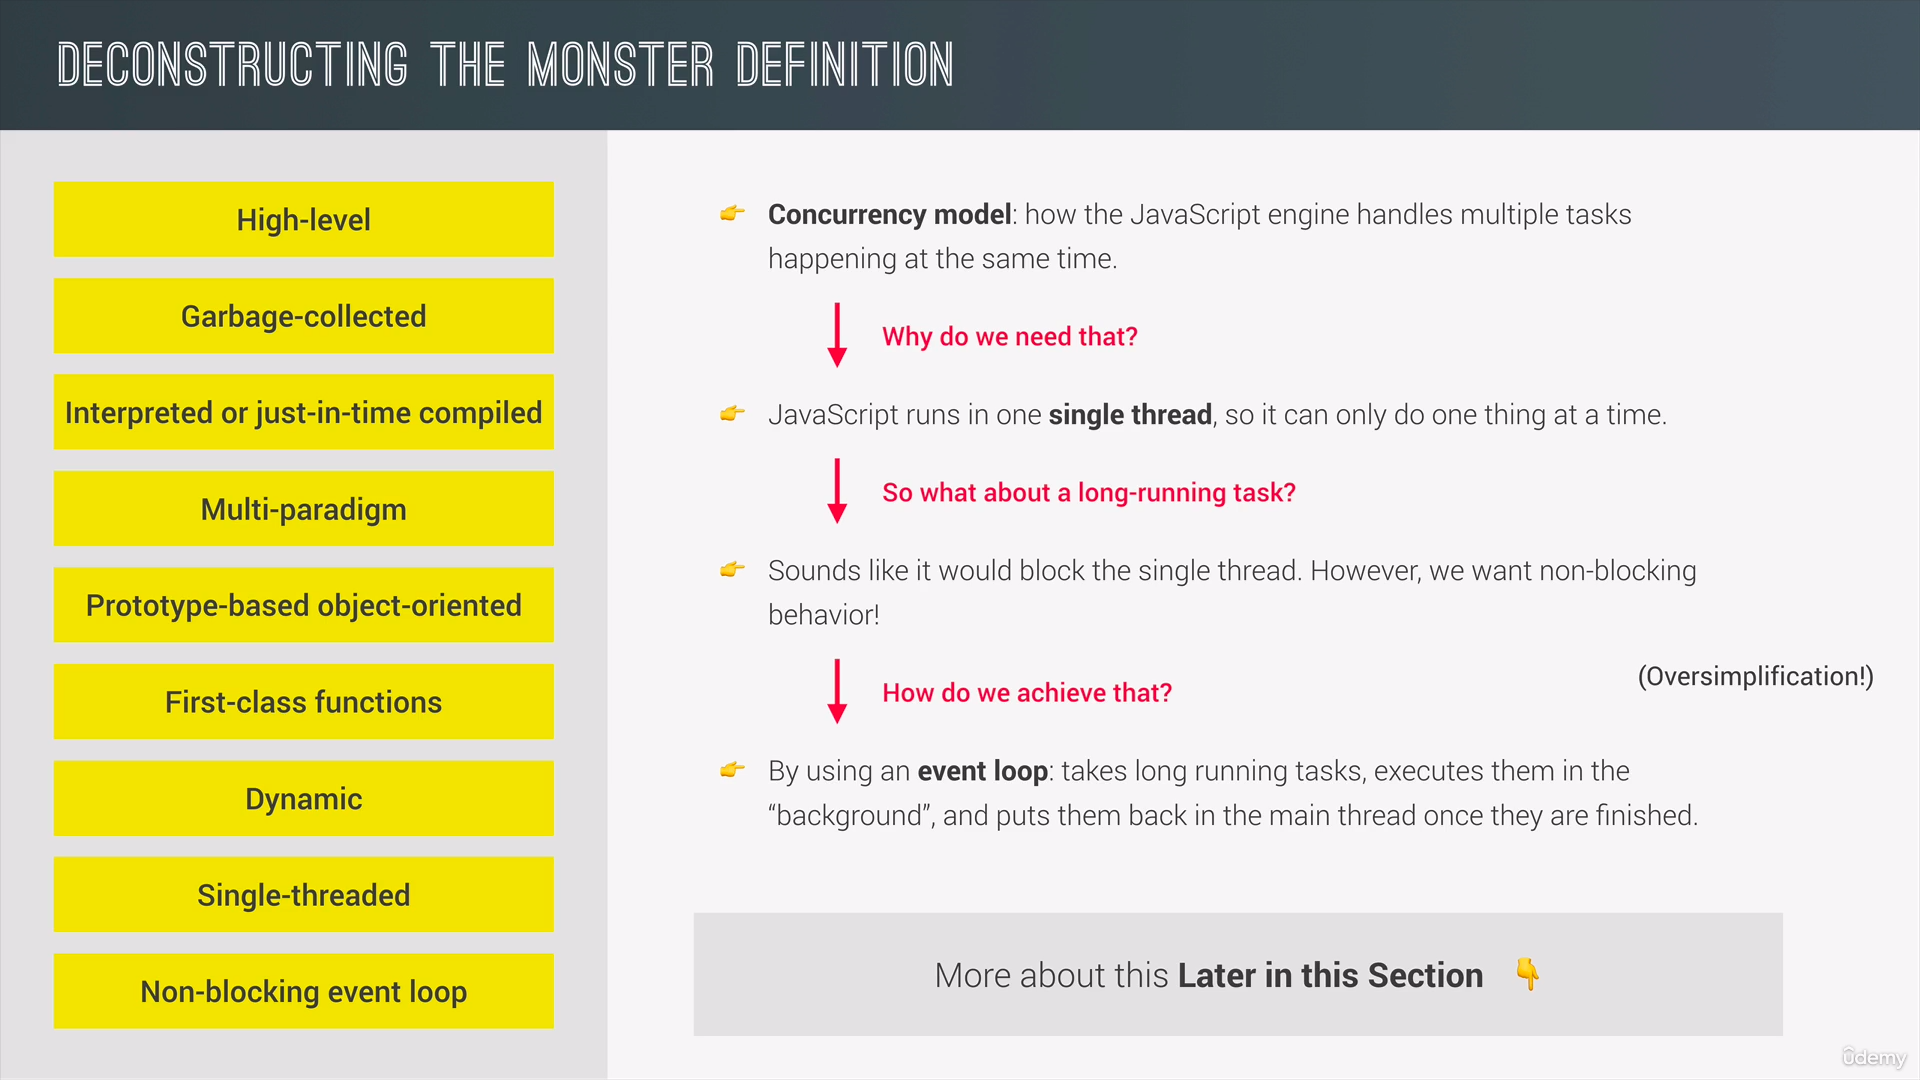 DECONSTRUCTING THE MONSTER DEFINITION
High-level
Garbage-collected
Interpreted or just-in-time compiled
Multi-paradigm
Prototype-based object-oriented
First-class functions
Dynamic
Single-threaded
Non-blocking event loop
Concurrency model: how the JavaScript engine handles multiple tasks
happening at the same time.
Why do we need that?
JavaScript runs in one single thread, so it can only do one thing at a time.
So what about a long-running task?
Sounds like it would block the single thread. However, we want non-blocking
behavior!
(Oversimplification!)
How do we achieve that?
By using an event loop: takes long running tasks, executes them in the
“background”, and puts them back in the main thread once they are finished.
More about this Later in this Section
ûdemy